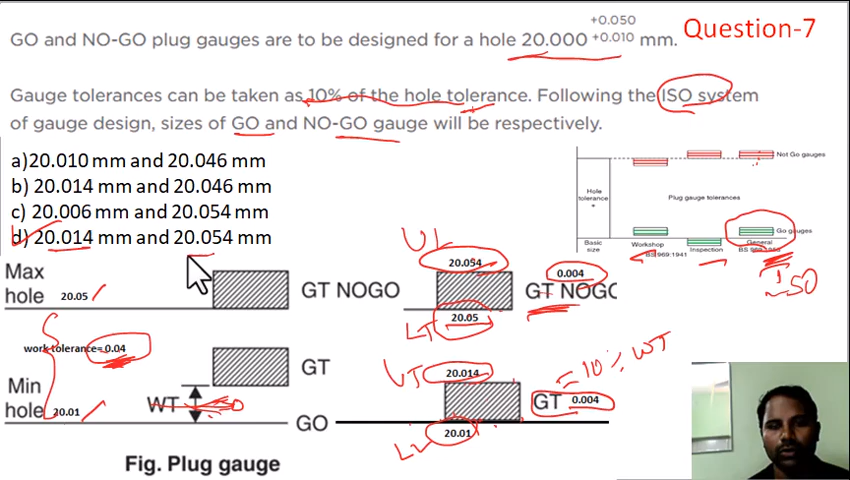 +0.050
GO and NO-GO plug gauges are to be designed for a hole 20.000 +0.010 mm.
Question-7
Gauge tolerances can be taken as 10% of the hole tolerance. Following the ISO system
of gauge design, sizes of GO and NO-GO gauge will be respectively.
a)20.010 mm and 20.046 mm
b) 20.014 mm and 20.046 mm
c) 20.006 mm and 20.054 mm
d) 20.014 mm and 20.054 mm
Not Go gauges
Hole
tolerance
+
Plug gauge tolerances
Go gauges
Basic
size
Workshop
BS 969:1941
Inspection
General
ISO
Max
hole
20.05
GT NOGO
UL
20.054
LT
20.05
0.004
GT NOGO
work tolerance= 0.04
GT
Min
hole
20.01
WT
0
GO
UT
20.014
LL
20.01
= 10% WT
GT 0.004
Fig. Plug gauge